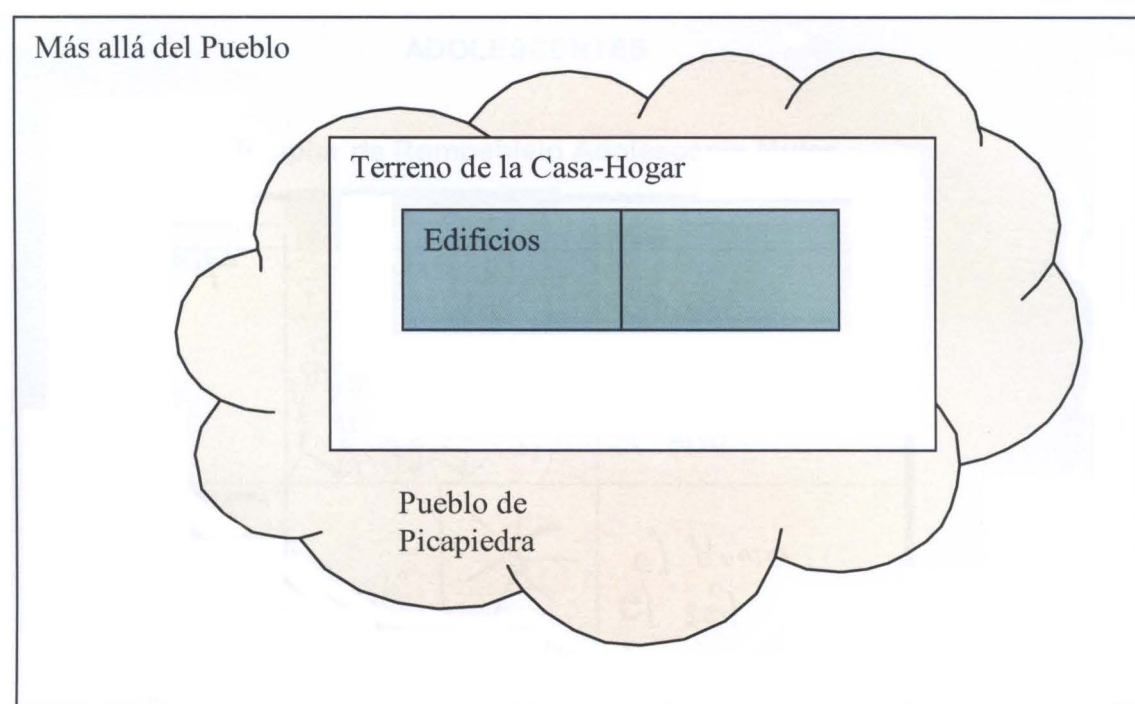 Más allá del Pueblo
Terreno de la Casa-Hogar
Edificios
Pueblo de
Picapiedra